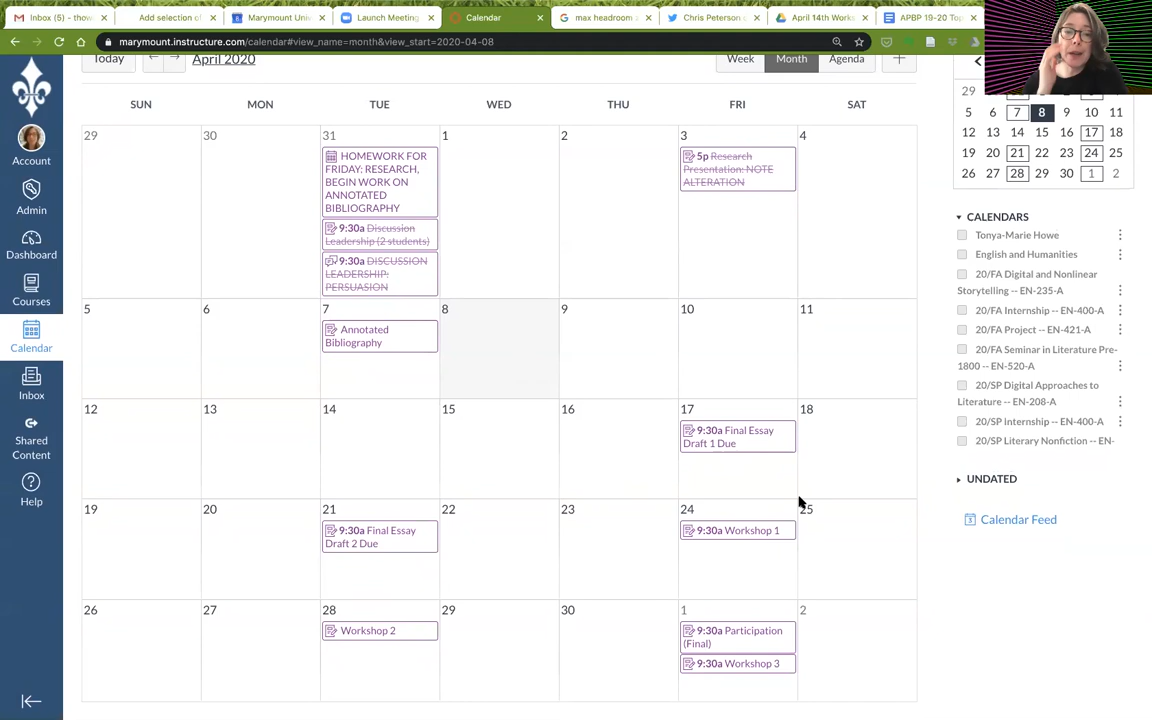 Inbox (6) - thow
Add selection of
Marymount Univ
Launch Meeting
Calendar
max headroom
Chris Peterson
April 14th Works
APBP 19-20 Top
marymount.instructure.com/calendar#view_name=month&view_start=2020-04-08
Today
April 2020
Week
Month
Agenda
SUN
MON
TUE
WED
THU
FRI
SAT
29
30
31
HOMEWORK FOR
FRIDAY: RESEARCH,
BEGIN WORK ON
ANNOTATED
BIBLIOGRAPHY
9:30a Discussion
Leadership (2 students)
9:30a DISCUSSION
LEADERSHIP:
PERSUASION
1
2
3
5p Research
Presentation: NOTE
ALTERATION
4
5
6
7
Annotated
Bibliography
8
9
10
11
12
13
14
15
16
17
9:30a Final Essay
Draft 1 Due
18
19
20
21
9:30a Final Essay
Draft 2 Due
22
23
24
9:30a Workshop 1
25
26
27
28
Workshop 2
29
30
1
9:30a Participation
(Final)
9:30a Workshop 3
2
Account
Admin
Dashboard
Courses
Calendar
Inbox
Shared
Content
Help
29
5 6 7 8 9 10 11
12 13 14 15 16 17 18
19 20 21 22 23 24 25
26 27 28 29 30 1 2
CALENDARS
Tonya-Marie Howe
English and Humanities
20/FA Digital and Nonlinear
Storytelling -- EN-235-A
20/FA Internship -- EN-400-A
20/FA Project -- EN-421-A
20/FA Seminar in Literature Pre-
1800 -- EN-520-A
20/SP Digital Approaches to
Literature -- EN-208-A
20/SP Internship -- EN-400-A
20/SP Literary Nonfiction -- EN-
UNDATED
Calendar Feed